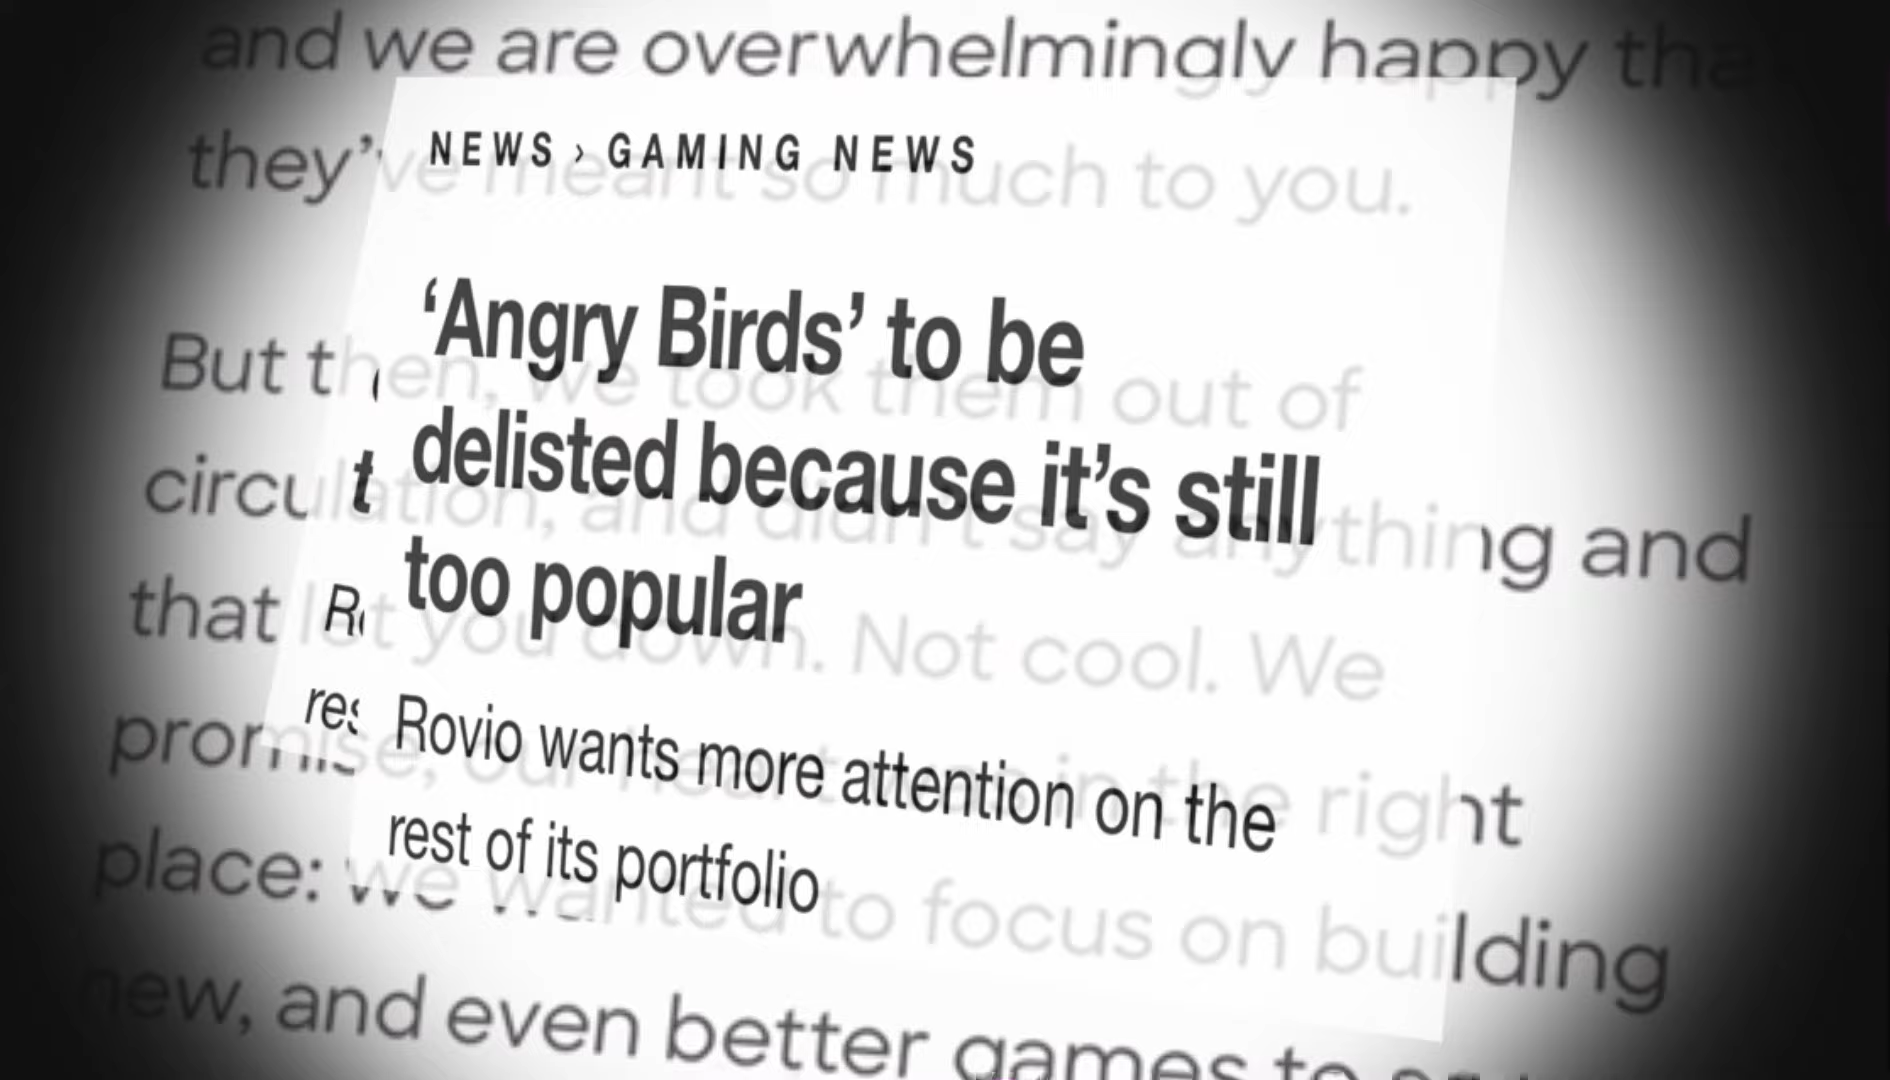 and we are overwhelmingly happy tha
they've meant so much to you.
NEWS › GAMING NEWS
'Angry Birds' to be
delisted because it's still
too popular
Rovio wants more attention on the
rest of its portfolio
But then, we took them out of
circulation, and didn't say anything and
that let you down. Not cool. We
promise, our heart was in the right
place: we wanted to focus on building
new, and even better games to